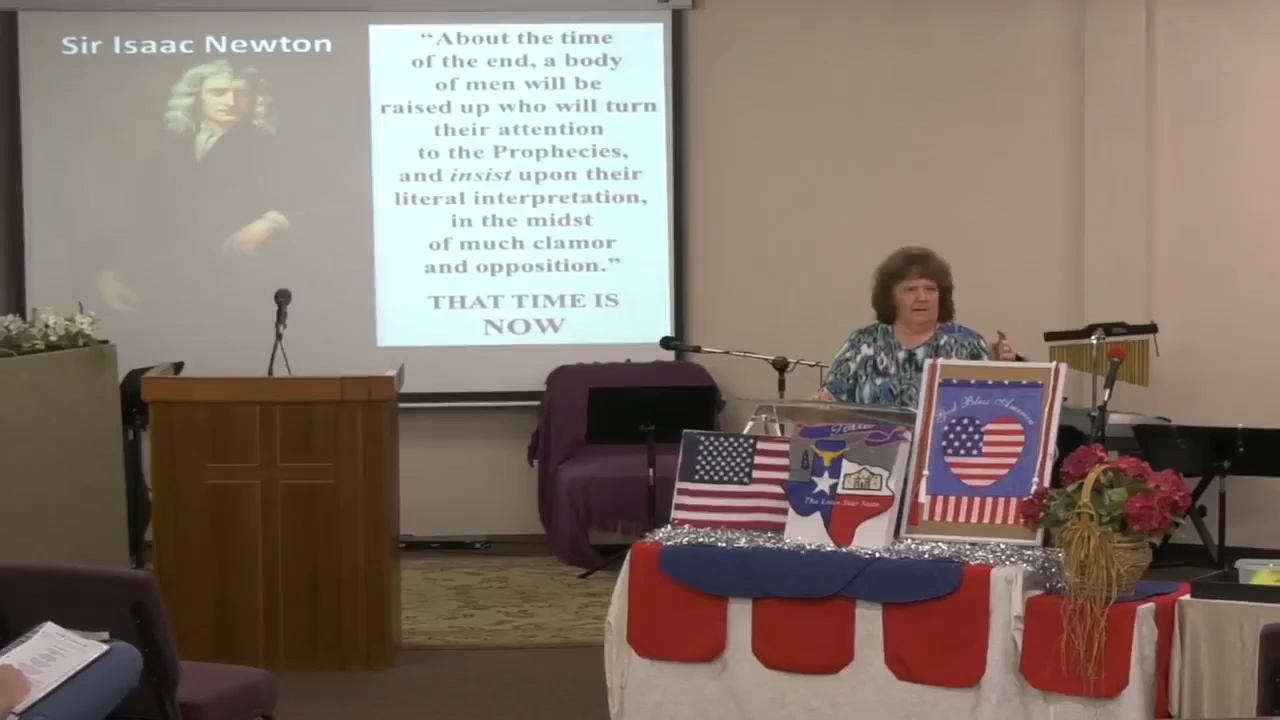 Sir Isaac Newton
“About the time
of the end, a body
of men will be
raised up who will turn
their attention
to the Prophecies,
and insist upon their
literal interpretation,
in the midst
of much clamor
and opposition.”
THAT TIME IS
NOW
Texas
The Lone Star State
God Bless America